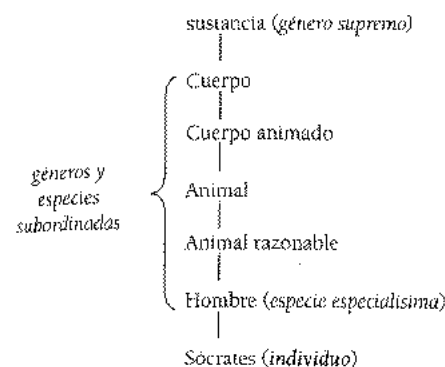 sustancia (género supremo)
Cuerpo
Cuerpo animado
géneros y
especies
subordinadas
Animal
Animal razonable
Hombre (especie especialísima)
Sócrates (individuo)